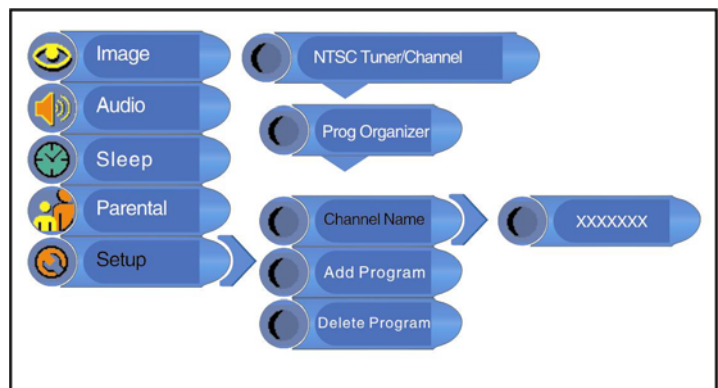 Image
Audio
Sleep
Parental
Setup
NTSC Tuner/Channel
Prog Organizer
Channel Name
Add Program
Delete Program
XXXXXXX